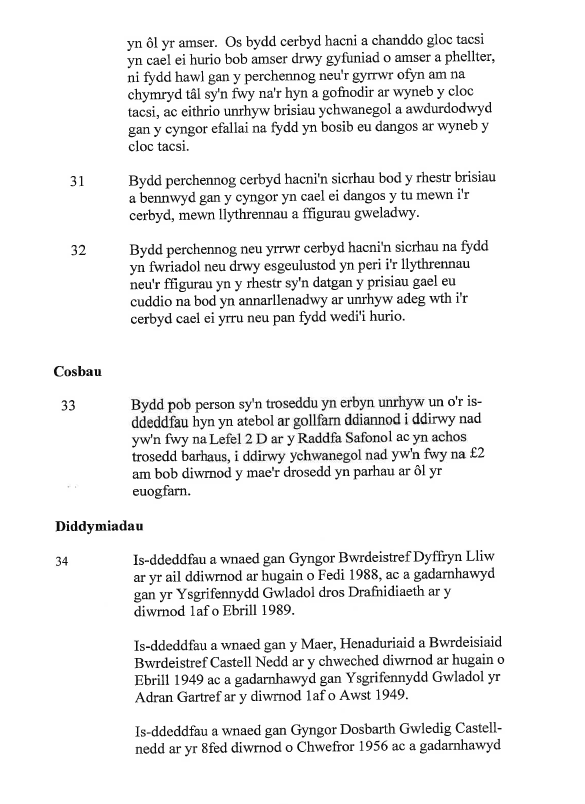 yn ôl yr amser. Os bydd cerbyd hacni a chanddo gloc tacsi
yn cael ei hurio bob amser drwy gyfuniad o amser a phellter,
ni fydd hawl gan y perchennog neu'r gyrrwr ofyn am na
chymryd tâl sy'n fwy na'r hyn a gofnodir ar wyneb y cloc
tacsi, ac eithrio unrhyw brisiau ychwanegol a awdurdodwyd
gan y cyngor efallai na fydd yn bosib eu dangos ar wyneb y
cloc tacsi.
31 Bydd perchennog cerbyd hacni'n sicrhau bod y rhestr brisiau
a bennwyd gan y cyngor yn cael ei dangos y tu mewn i'r
cerbyd, mewn llythrennau a ffigurau gweladwy.
32 Bydd perchennog neu yrrwr cerbyd hacni'n sicrhau na fydd
yn fwriadol neu drwy esgeulustod yn peri i'r llythrennau
neu'r ffigurau yn y rhestr sy'n datgan y prisiau gael eu
cuddio na bod yn annarllenadwy ar unrhyw adeg wth i'r
cerbyd cael ei yrru neu pan fydd wedi'i hurio.
Cosbau
33 Bydd pob person sy'n troseddu yn erbyn unrhyw un o'r is-
ddeddfau hyn yn atebol ar gollfarn ddiannod i ddirwy nad
yw'n fwy na Lefel 2 D ar y Raddfa Safonol ac yn achos
trosedd barhaus, i ddirwy ychwanegol nad yw'n fwy na £2
am bob diwrnod y mae'r drosedd yn parhau ar ôl yr
euogfarn.
Diddymiadau
34 Is-ddeddfau a wnaed gan Gyngor Bwrdeistref Dyffryn Lliw
ar yr ail ddiwrnod ar hugain o Fedi 1988, ac a gadarnhawyd
gan yr Ysgrifennydd Gwladol dros Drafnidiaeth ar y
diwrnod 1af o Ebrill 1989.
Is-ddeddfau a wnaed gan y Maer, Henaduriaid a Bwrdeisiaid
Bwrdeistref Castell Nedd ar y chweched diwrnod ar hugain o
Ebrill 1949 ac a gadarnhawyd gan Ysgrifennydd Gwladol yr
Adran Gartref ar y diwrnod 1af o Awst 1949.
Is-ddeddfau a wnaed gan Gyngor Dosbarth Gwledig Castell-
nedd ar yr 8fed diwrnod o Chwefror 1956 ac a gadarnhawyd